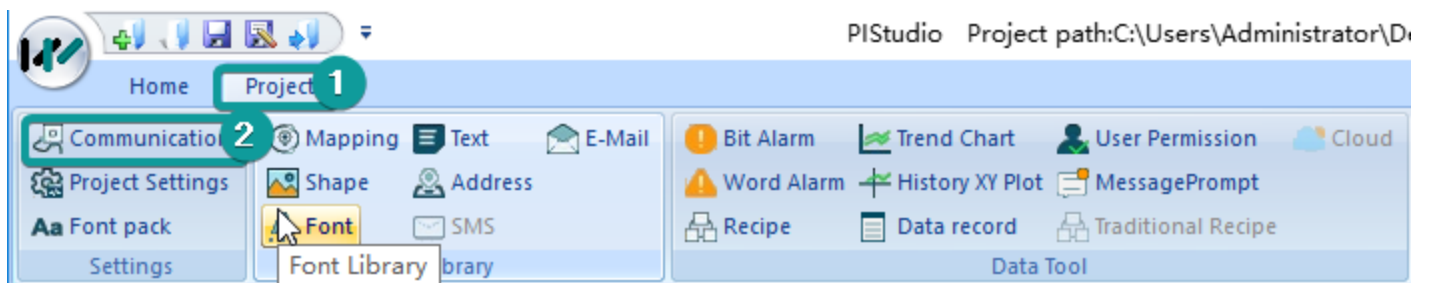 PIStudio Project path:C:\Users\Administrator\D
Home Project 1
Communication 2 Mapping Text E-Mail Bit Alarm Trend Chart User Permission Cloud
Project Settings Shape Address Word Alarm History XY Plot MessagePrompt
Aa Font pack Font SMS Recipe Data record Traditional Recipe
Settings Font Library brary Data Tool